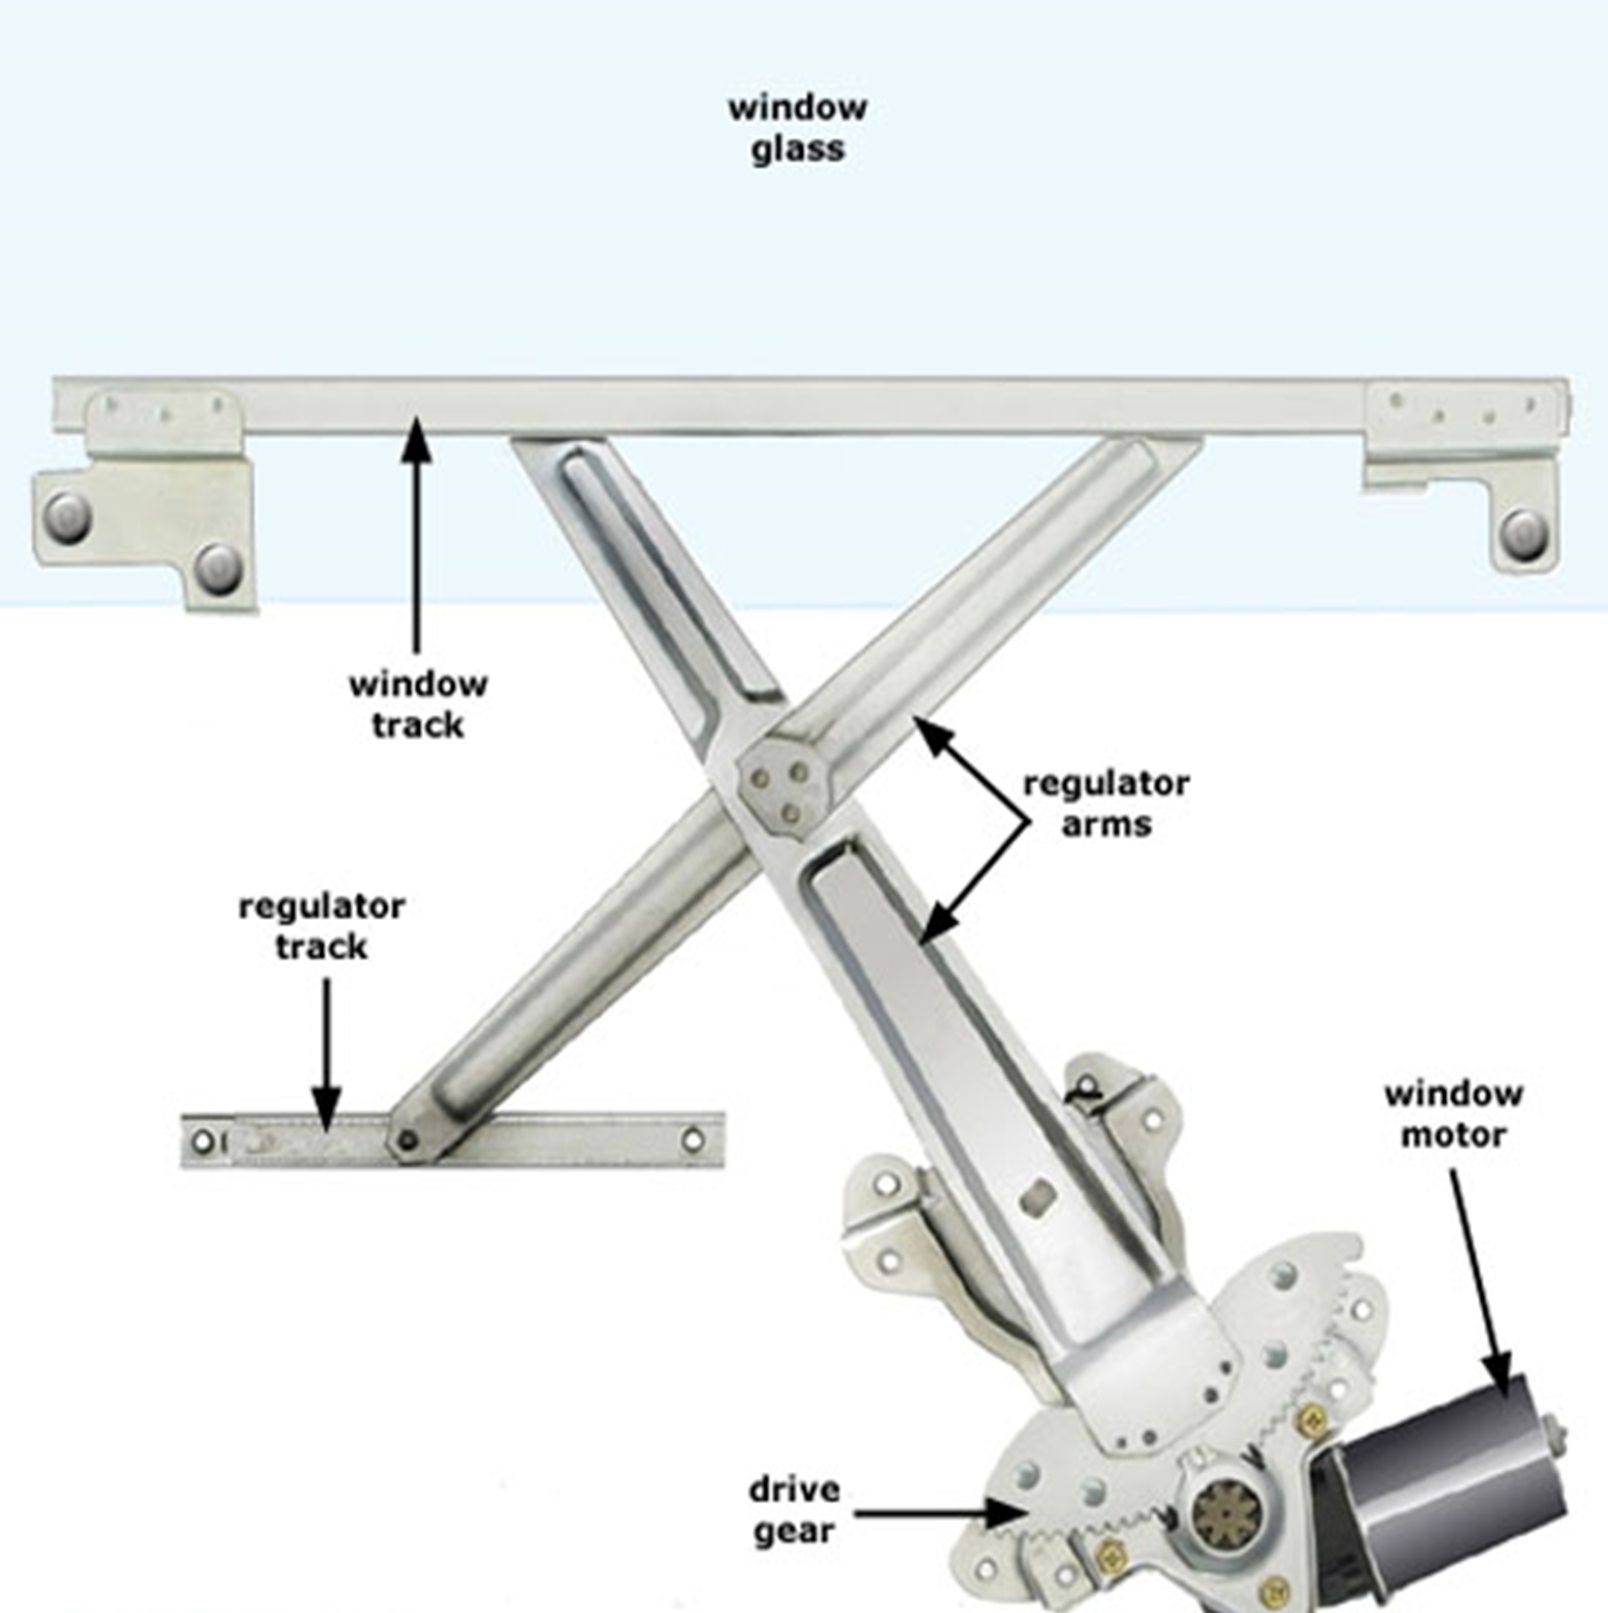 window
glass
window
track
regulator
arms
regulator
track
window
motor
drive
gear